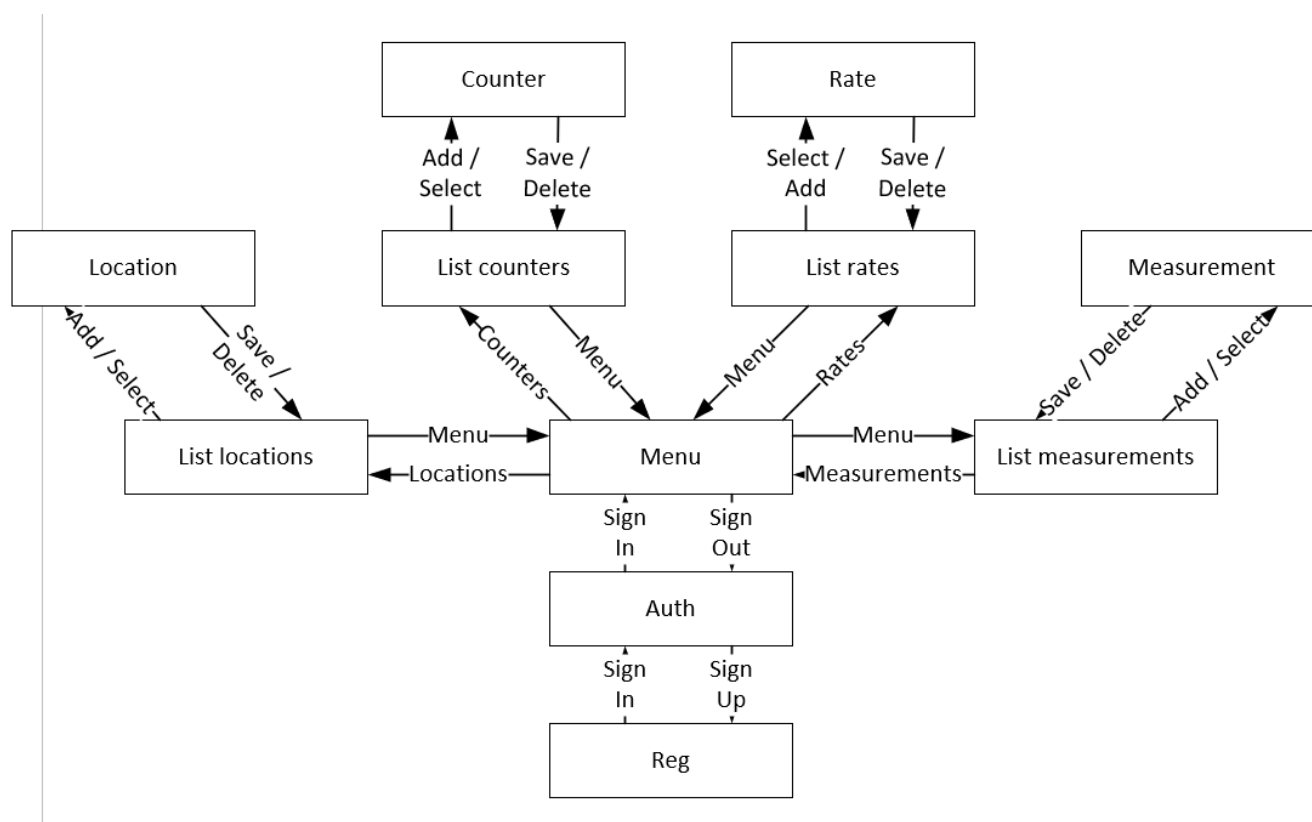 Counter
Rate
Add /
Select
Save /
Delete
Select /
Add
Save /
Delete
Location
List counters
List rates
Measurement
Add / Select
Save /
Delete
Counters
Menu
Menu
Rates
Save / Delete
Add / Select
List locations
Menu
Locations
Menu
Menu
Measurements
List measurements
Sign
In
Sign
Out
Auth
Sign
In
Sign
Up
Reg